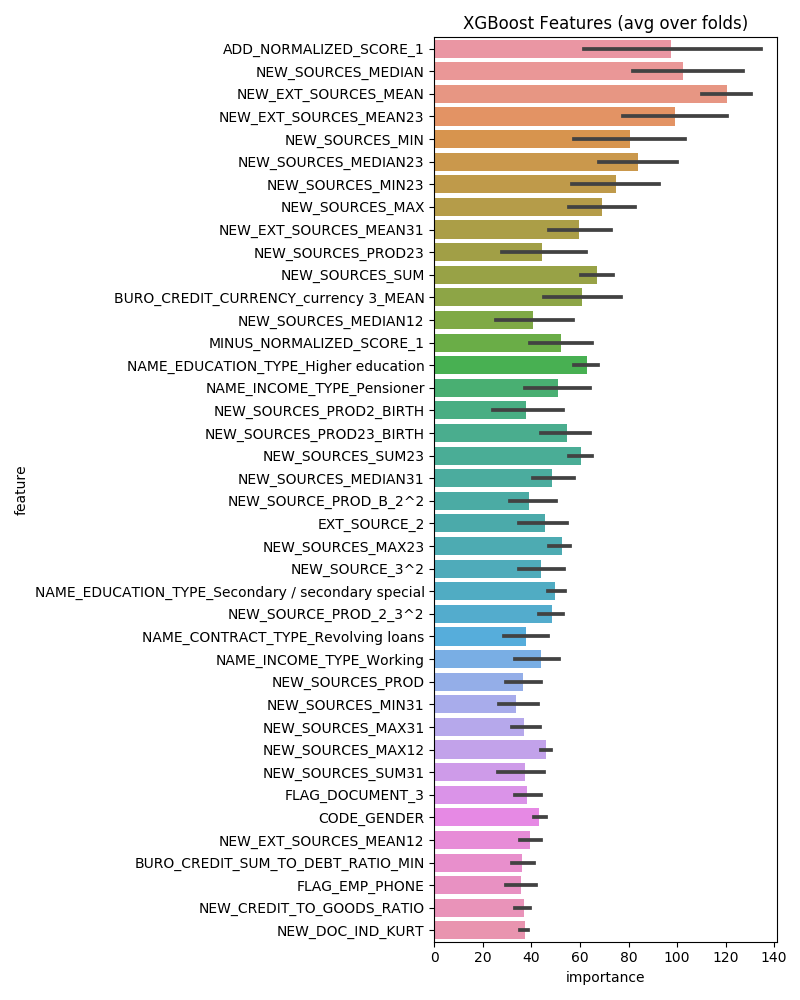 XGBoost Features (avg over folds)
ADD_NORMALIZED_SCORE_1
NEW_SOURCES_MEDIAN
NEW_EXT_SOURCES_MEAN
NEW_EXT_SOURCES_MEAN23
NEW_SOURCES_MIN
NEW_SOURCES_MEDIAN23
NEW_SOURCES_MIN23
NEW_SOURCES_MAX
NEW_EXT_SOURCES_MEAN31
NEW_SOURCES_PROD23
NEW_SOURCES_SUM
BURO_CREDIT_CURRENCY_currency 3_MEAN
NEW_SOURCES_MEDIAN12
MINUS_NORMALIZED_SCORE_1
NAME_EDUCATION_TYPE_Higher education
NAME_INCOME_TYPE_Pensioner
NEW_SOURCES_PROD2_BIRTH
NEW_SOURCES_PROD23_BIRTH
NEW_SOURCES_SUM23
NEW_SOURCES_MEDIAN31
NEW_SOURCE_PROD_B_2^2
EXT_SOURCE_2
NEW_SOURCES_MAX23
NEW_SOURCE_3^2
NAME_EDUCATION_TYPE_Secondary / secondary special
NEW_SOURCE_PROD_2_3^2
NAME_CONTRACT_TYPE_Revolving loans
NAME_INCOME_TYPE_Working
NEW_SOURCES_PROD
NEW_SOURCES_MIN31
NEW_SOURCES_MAX31
NEW_SOURCES_MAX12
NEW_SOURCES_SUM31
FLAG_DOCUMENT_3
CODE_GENDER
NEW_EXT_SOURCES_MEAN12
BURO_CREDIT_SUM_TO_DEBT_RATIO_MIN
FLAG_EMP_PHONE
NEW_CREDIT_TO_GOODS_RATIO
NEW_DOC_IND_KURT
feature
0 20 40 60 80 100 120 140
importance